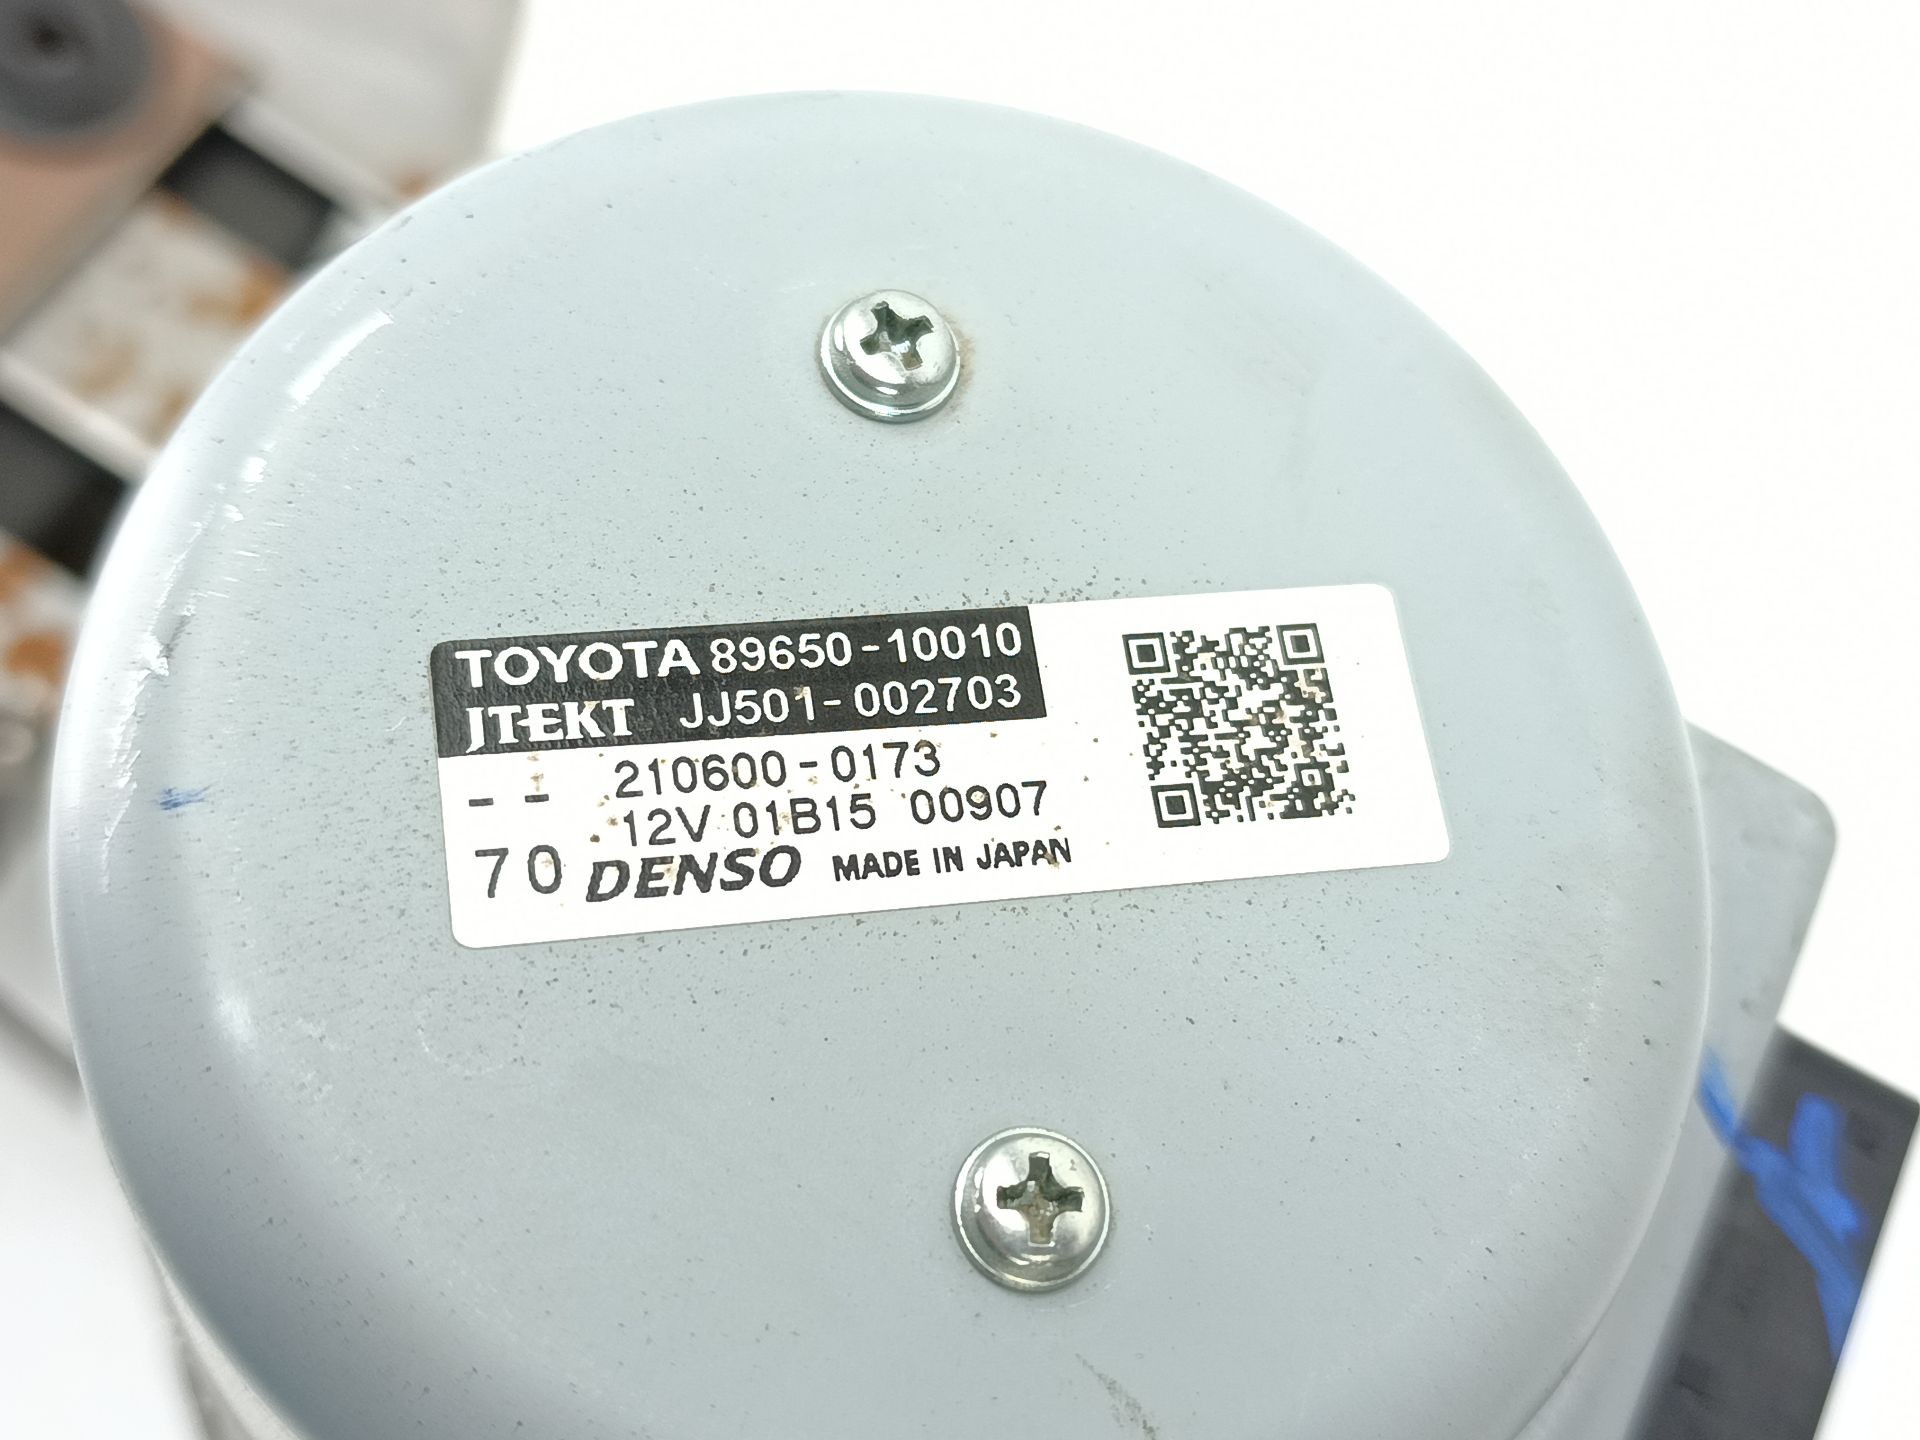 TOYOTA 89650-10010
JTEKT JJ501-002703
-- 210600-0173
12V 01B15 00907
70 DENSO MADE IN JAPAN